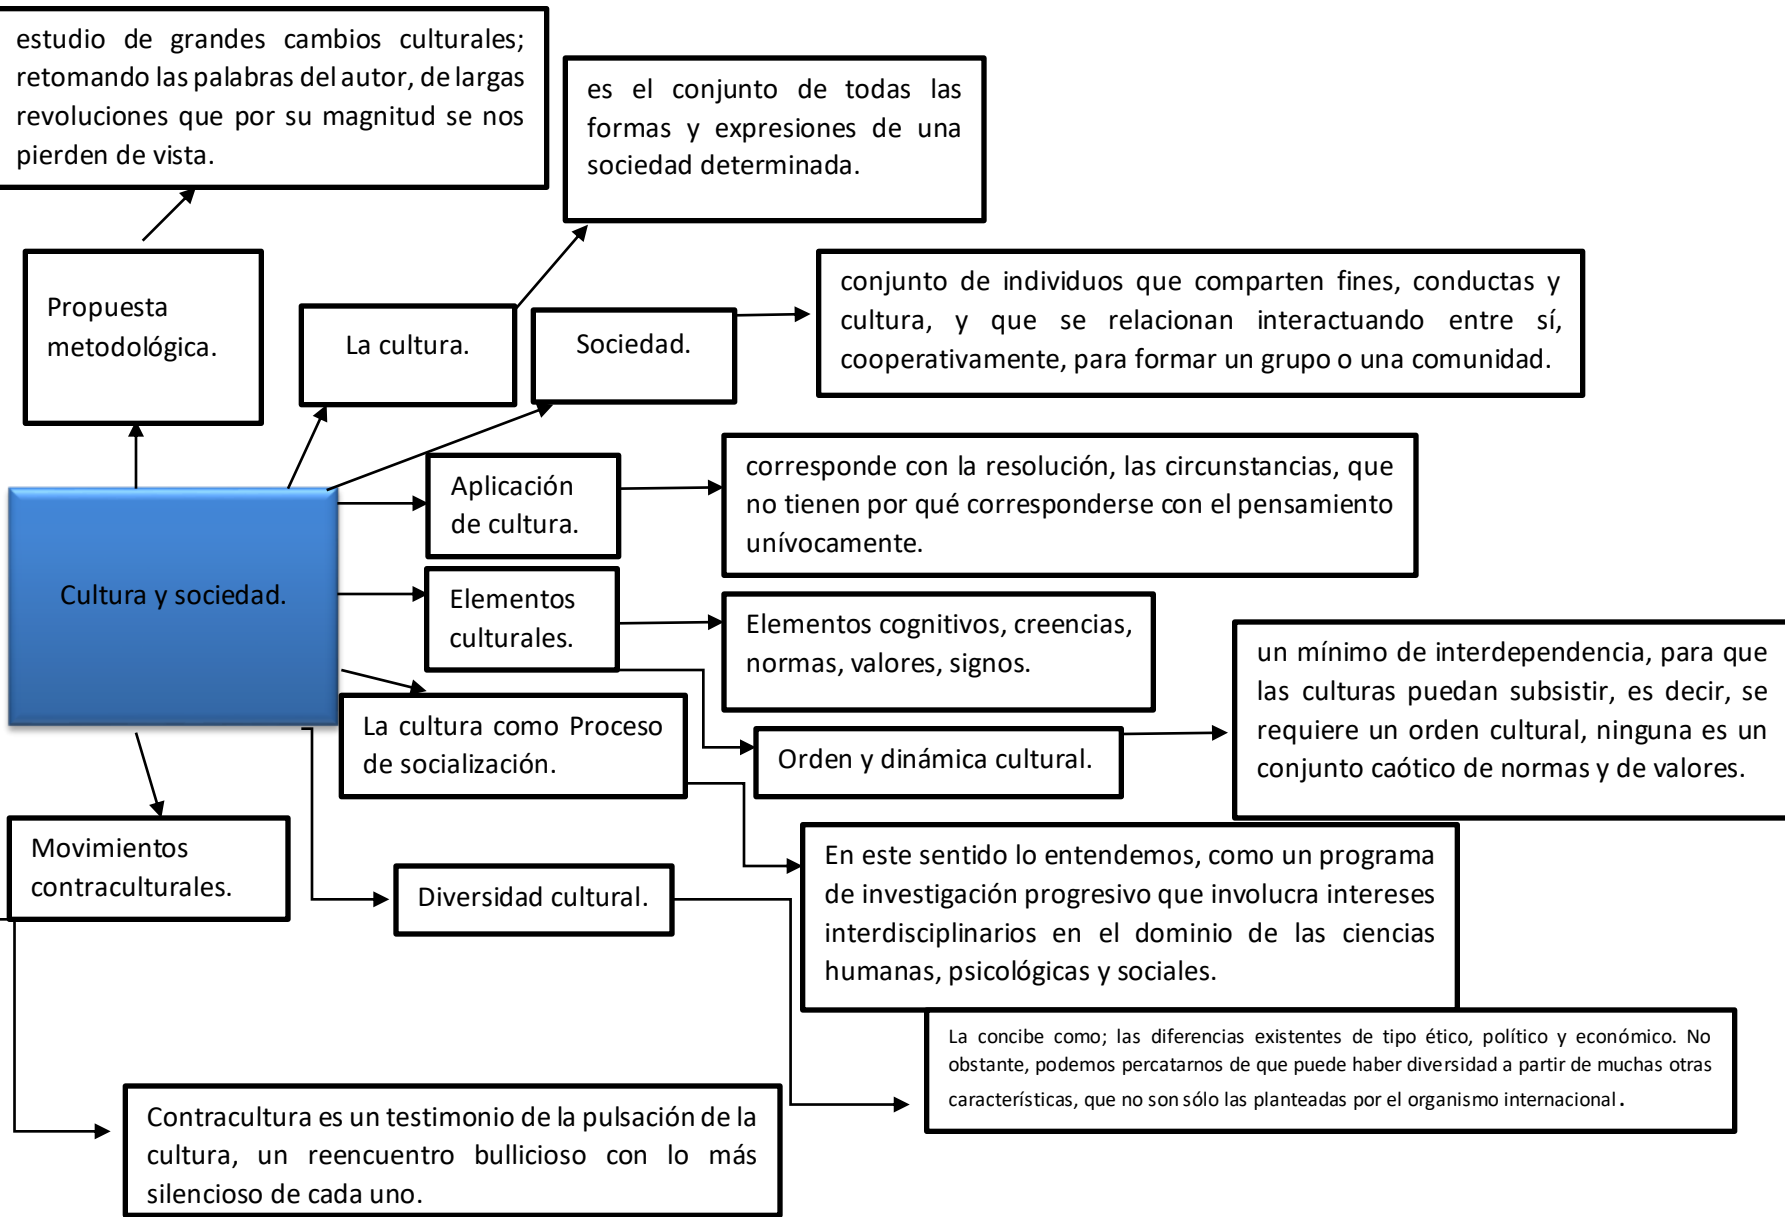 estudio de grandes cambios culturales;
retomando las palabras del autor, de largas
revoluciones que por su magnitud se nos
pierden de vista.
es el conjunto de todas las
formas y expresiones de una
sociedad determinada.
Propuesta
metodológica.
La cultura.
Sociedad.
conjunto de individuos que comparten fines, conductas y
cultura, y que se relacionan interactuando entre sí,
cooperativamente, para formar un grupo o una comunidad.
Aplicación
de cultura.
corresponde con la resolución, las circunstancias, que
no tienen por qué corresponderse con el pensamiento
unívocamente.
Cultura y sociedad.
Elementos
culturales.
Elementos cognitivos, creencias,
normas, valores, signos.
un mínimo de interdependencia, para que
las culturas puedan subsistir, es decir, se
requiere un orden cultural, ninguna es un
conjunto caótico de normas y de valores.
La cultura como Proceso
de socialización.
Orden y dinámica cultural.
Movimientos
contraculturales.
Diversidad cultural.
En este sentido lo entendemos, como un programa
de investigación progresivo que involucra intereses
interdisciplinarios en el dominio de las ciencias
humanas, psicológicas y sociales.
La concibe como; las diferencias existentes de tipo ético, político y económico. No
obstante, podemos percatarnos de que puede haber diversidad a partir de muchas otras
características, que no son sólo las planteadas por el organismo internacional.
Contracultura es un testimonio de la pulsación de la
cultura, un reencuentro bullicioso con lo más
silencioso de cada uno.